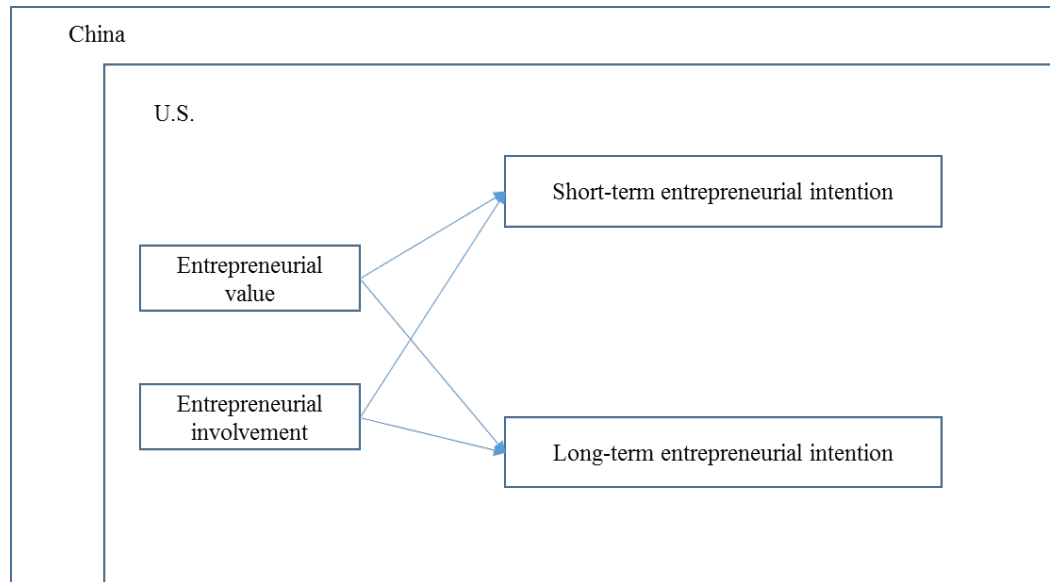 China
U.S.
Short-term entrepreneurial intention
Entrepreneurial
value
Entrepreneurial
involvement
Long-term entrepreneurial intention